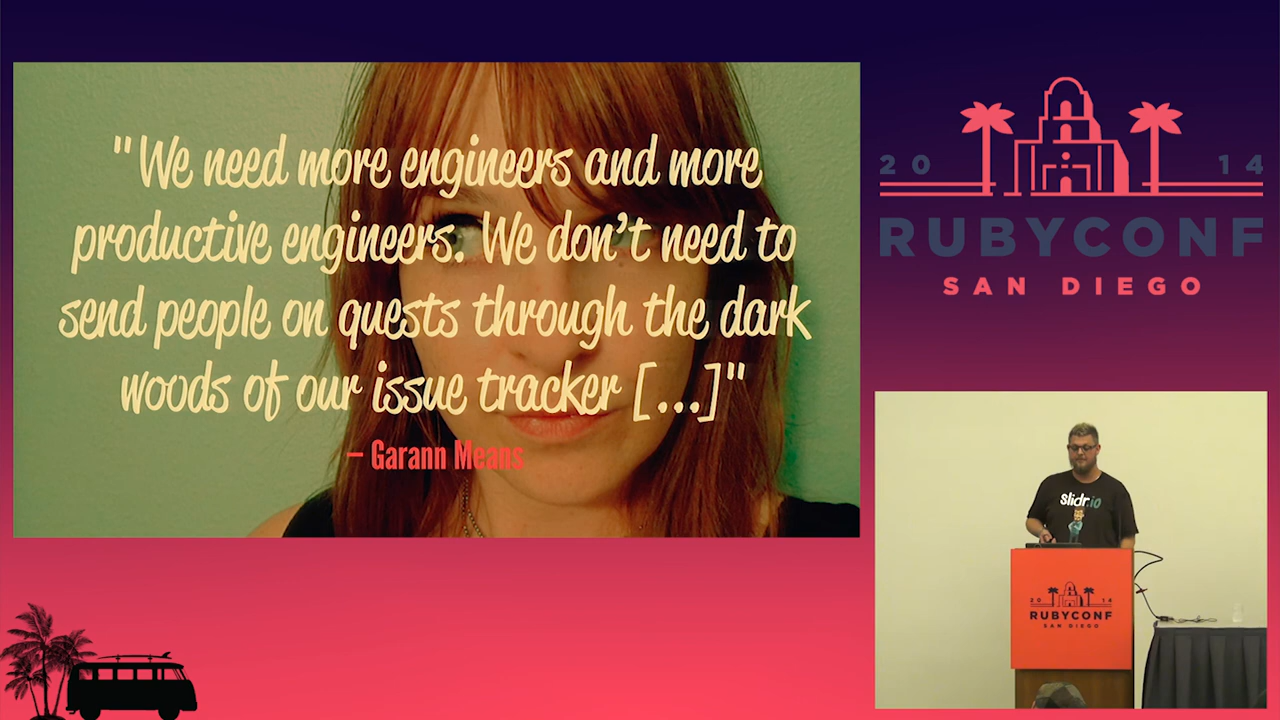 "We need more engineers and more
productive engineers. We don't need to
send people on quests through the dark
woods of our issue tracker [...]"
– Garann Means
20 14
RUBYCONF
SAN DIEGO
slidr.io
20 14
RUBYCONF
SAN DIEGO